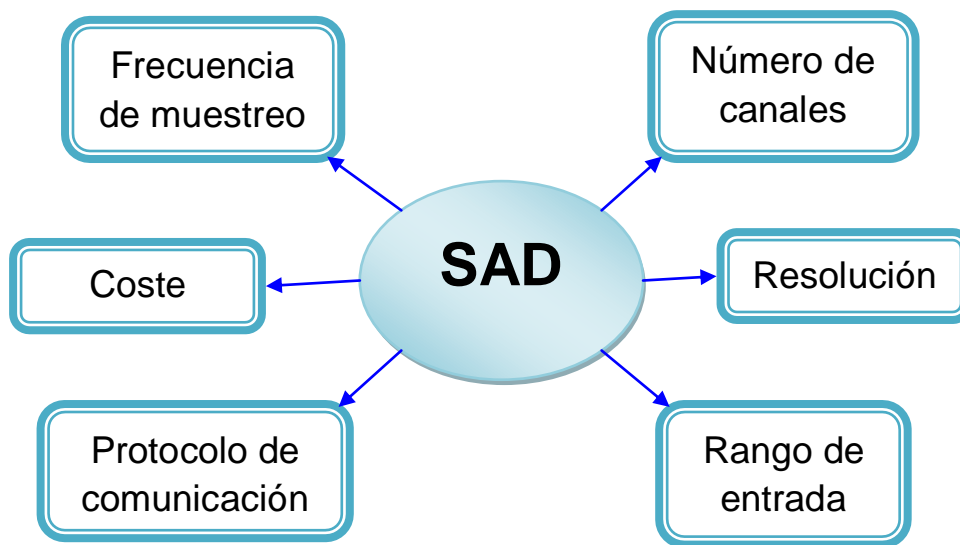 Frecuencia
de muestreo
Número de
canales
SAD
Coste
Resolución
Protocolo de
comunicación
Rango de
entrada